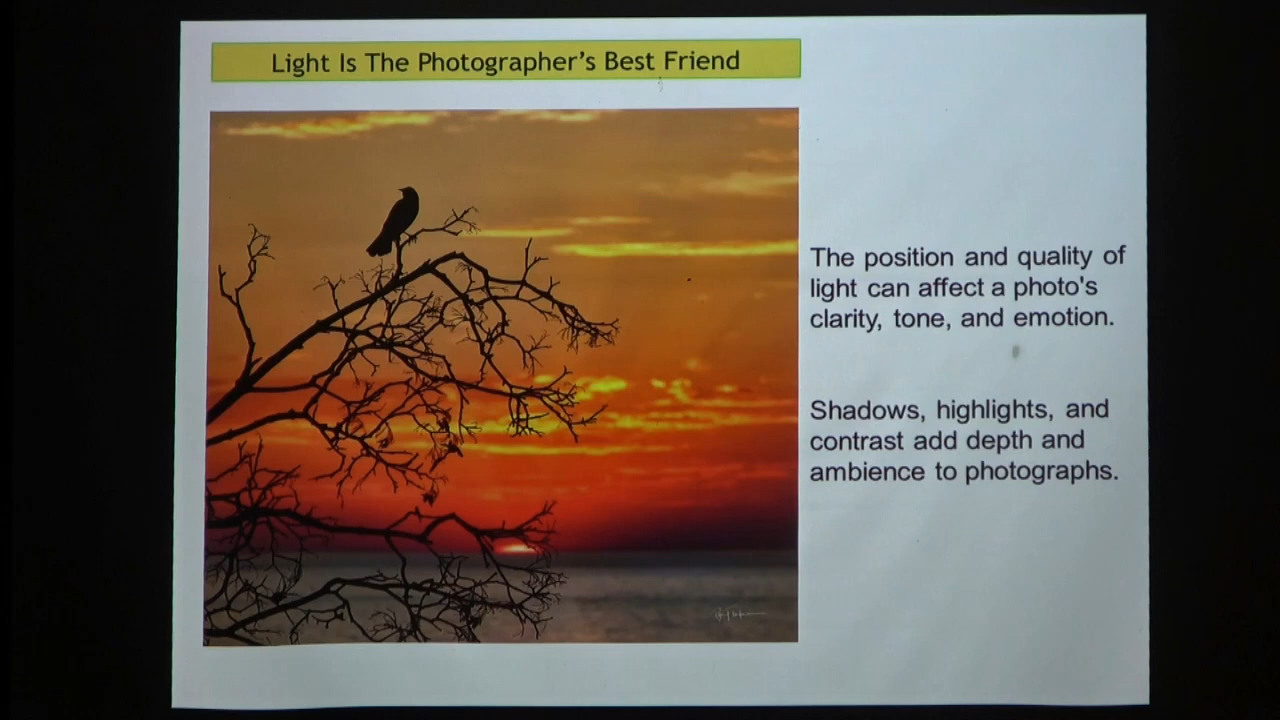 Light Is The Photographer's Best Friend
The position and quality of
light can affect a photo's
clarity, tone, and emotion.
Shadows, highlights, and
contrast add depth and
ambience to photographs.